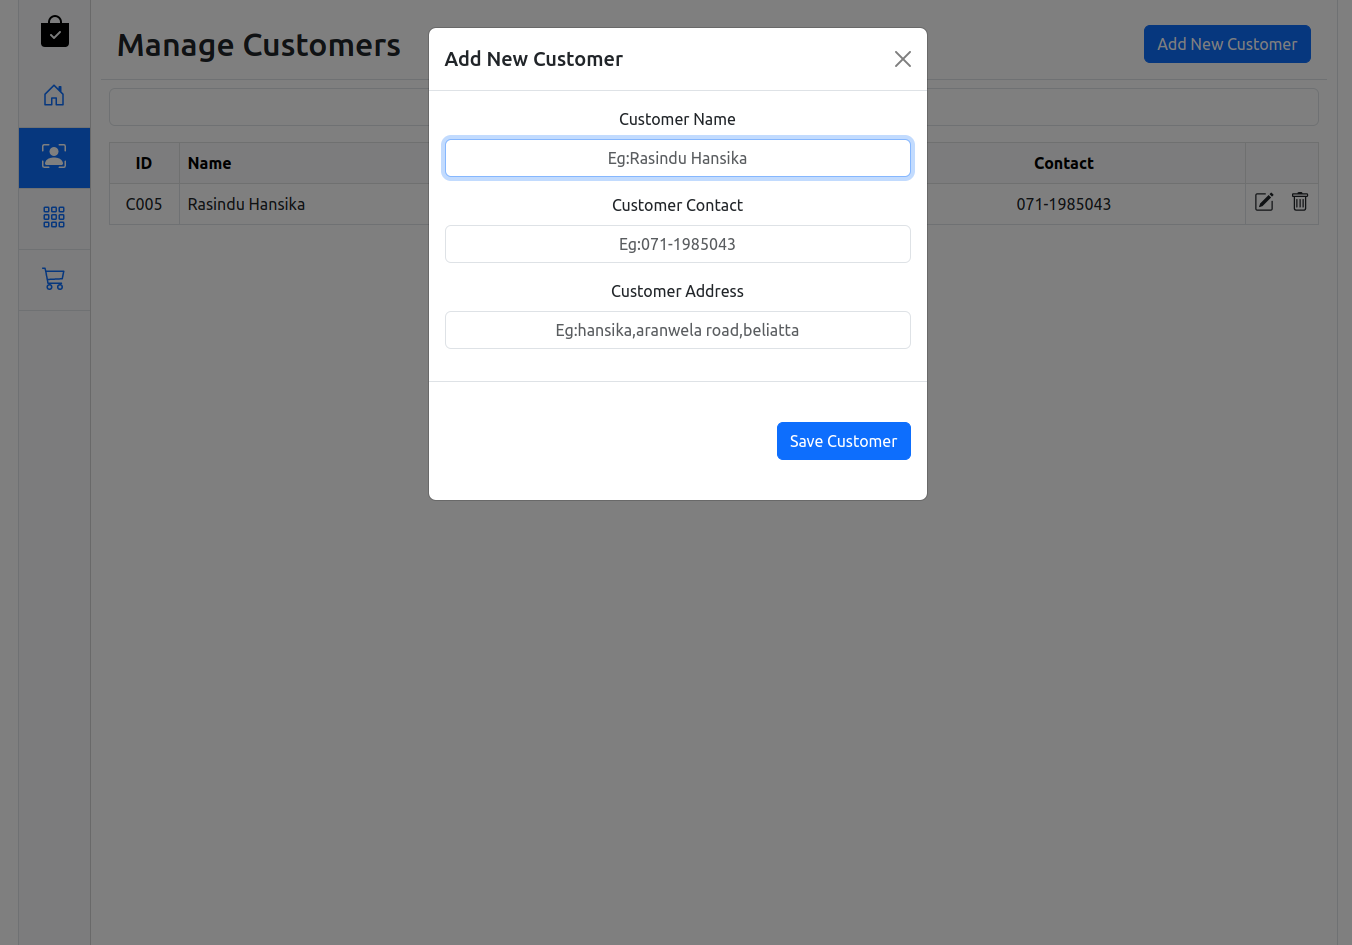 Manage Customers
Add New Customer
ID Name Contact
C005 Rasindu Hansika 071-1985043
Add New Customer
Customer Name
Eg:Rasindu Hansika
Customer Contact
Eg:071-1985043
Customer Address
Eg:hansika,aranwela road,beliatta
Save Customer